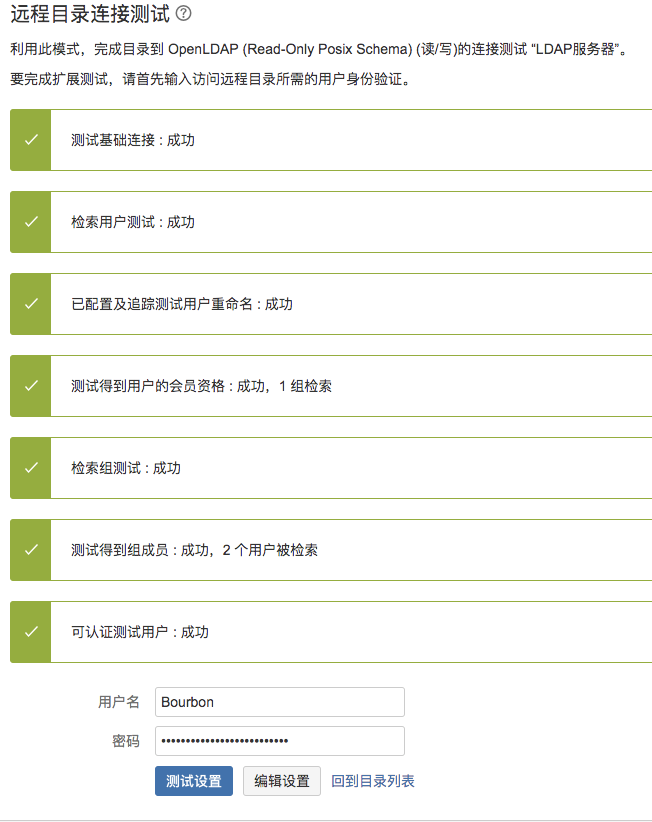 远程目录连接测试 ?
利用此模式，完成目录到 OpenLDAP (Read-Only Posix Schema) (读/写)的连接测试 “LDAP服务器”。
要完成扩展测试，请首先输入访问远程目录所需的用户身份验证。
测试基础连接 : 成功
检索用户测试 : 成功
已配置及追踪测试用户重命名 : 成功
测试得到用户的会员资格 : 成功，1 组检索
检索组测试 : 成功
测试得到组成员 : 成功，2 个用户被检索
可认证测试用户 : 成功
用户名 Bourbon
密码 ••••••••••••••••••••••••••
测试设置 编辑设置 回到目录列表